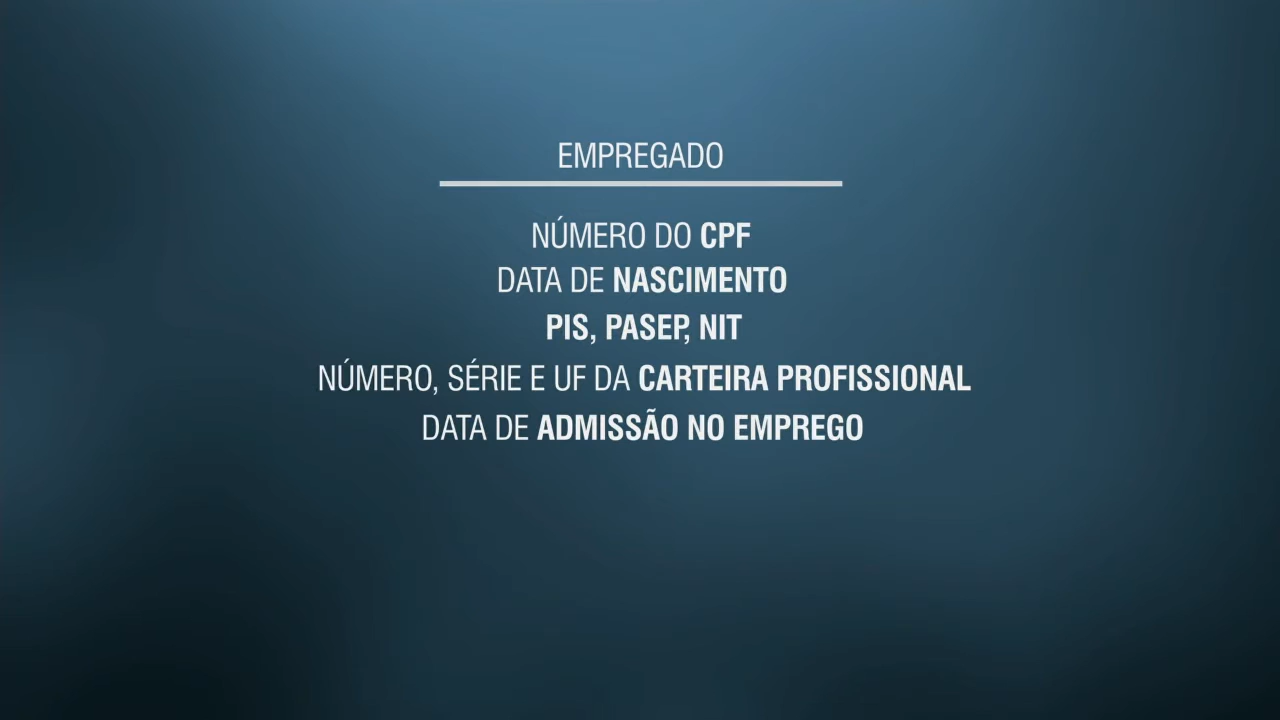 EMPREGADO
NÚMERO DO CPF
DATA DE NASCIMENTO
PIS, PASEP, NIT
NÚMERO, SÉRIE E UF DA CARTEIRA PROFISSIONAL
DATA DE ADMISSÃO NO EMPREGO